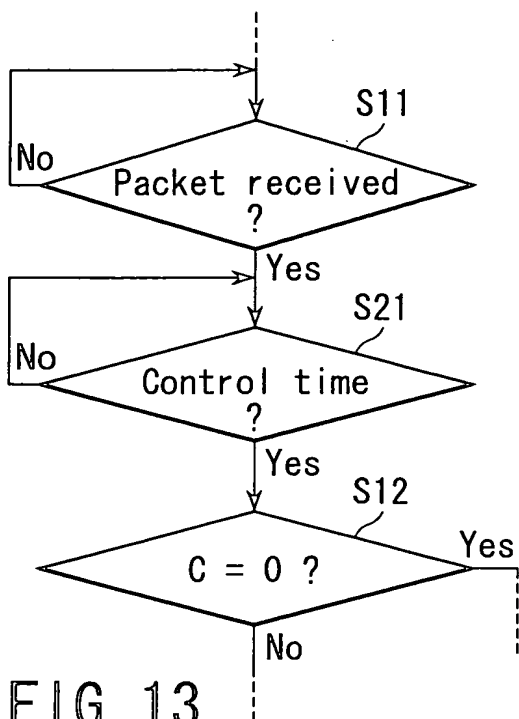 S11
No
Packet received
?
Yes
S21
No
Control time
?
Yes
S12
Yes
C = 0 ?
No
FIG. 13